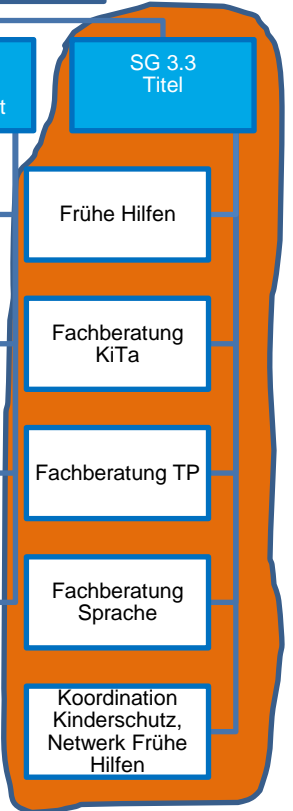 t
SG 3.3
Titel
Frühe Hilfen
Fachberatung
KiTa
Fachberatung TP
Fachberatung
Sprache
Koordination
Kinderschutz,
Netwerk Frühe
Hilfen